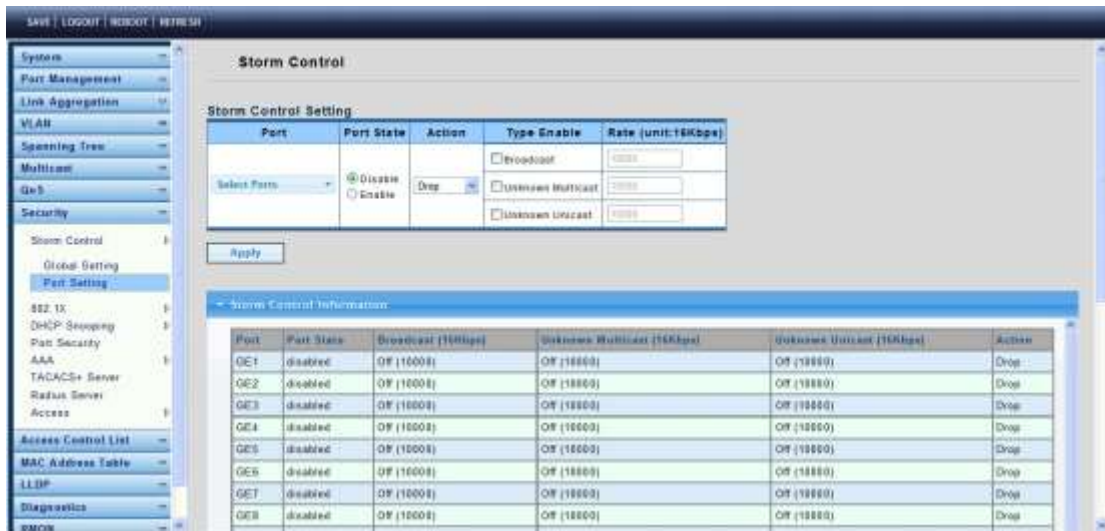 SAVE | LOGOUT | REBOOT | REFRESH
System
Port Management
Link Aggregation
VLAN
Spanning Tree
Multicast
QoS
Security
Storm Control
Global Setting
Port Setting
802.1X
DHCP Snooping
Port Security
AAA
TACACS+ Server
Radius Server
Access
Access Control List
MAC Address Table
LLDP
Diagnostics
RMON
Storm Control
Storm Control Setting
Port Port State Action Type Enable Rate (unit:16Kbps)
Select Ports Disable Enable Drop
Broadcast 10000
Unknown Multicast 10000
Unknown Unicast 10000
Apply
Storm Control Information
Port Port State Broadcast (16Kbps) Unknown Multicast (16Kbps) Unknown Unicast (16Kbps) Action
GE1 disabled Off (10000) Off (10000) Off (10000) Drop
GE2 disabled Off (10000) Off (10000) Off (10000) Drop
GE3 disabled Off (10000) Off (10000) Off (10000) Drop
GE4 disabled Off (10000) Off (10000) Off (10000) Drop
GE5 disabled Off (10000) Off (10000) Off (10000) Drop
GE6 disabled Off (10000) Off (10000) Off (10000) Drop
GE7 disabled Off (10000) Off (10000) Off (10000) Drop
GE8 disabled Off (10000) Off (10000) Off (10000) Drop